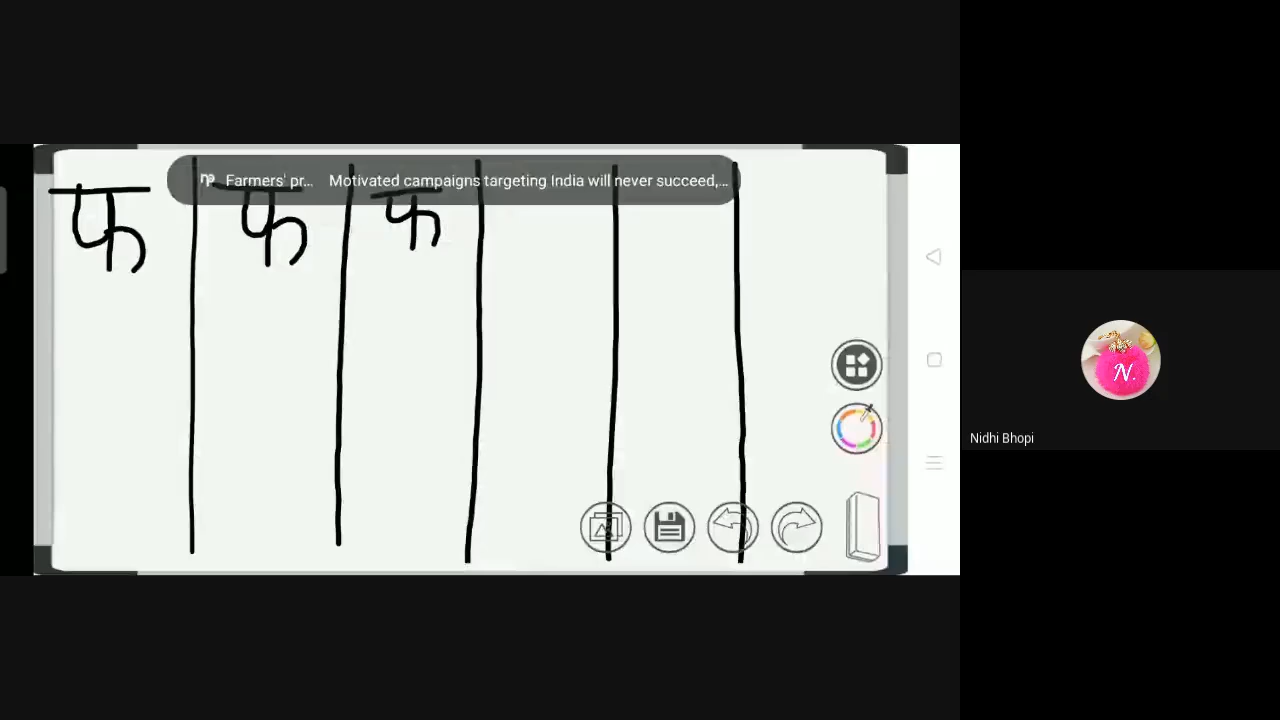 Farmers' pr... Motivated campaigns targeting India will never succeed,...
फ फ फ
N.
Nidhi Bhopi